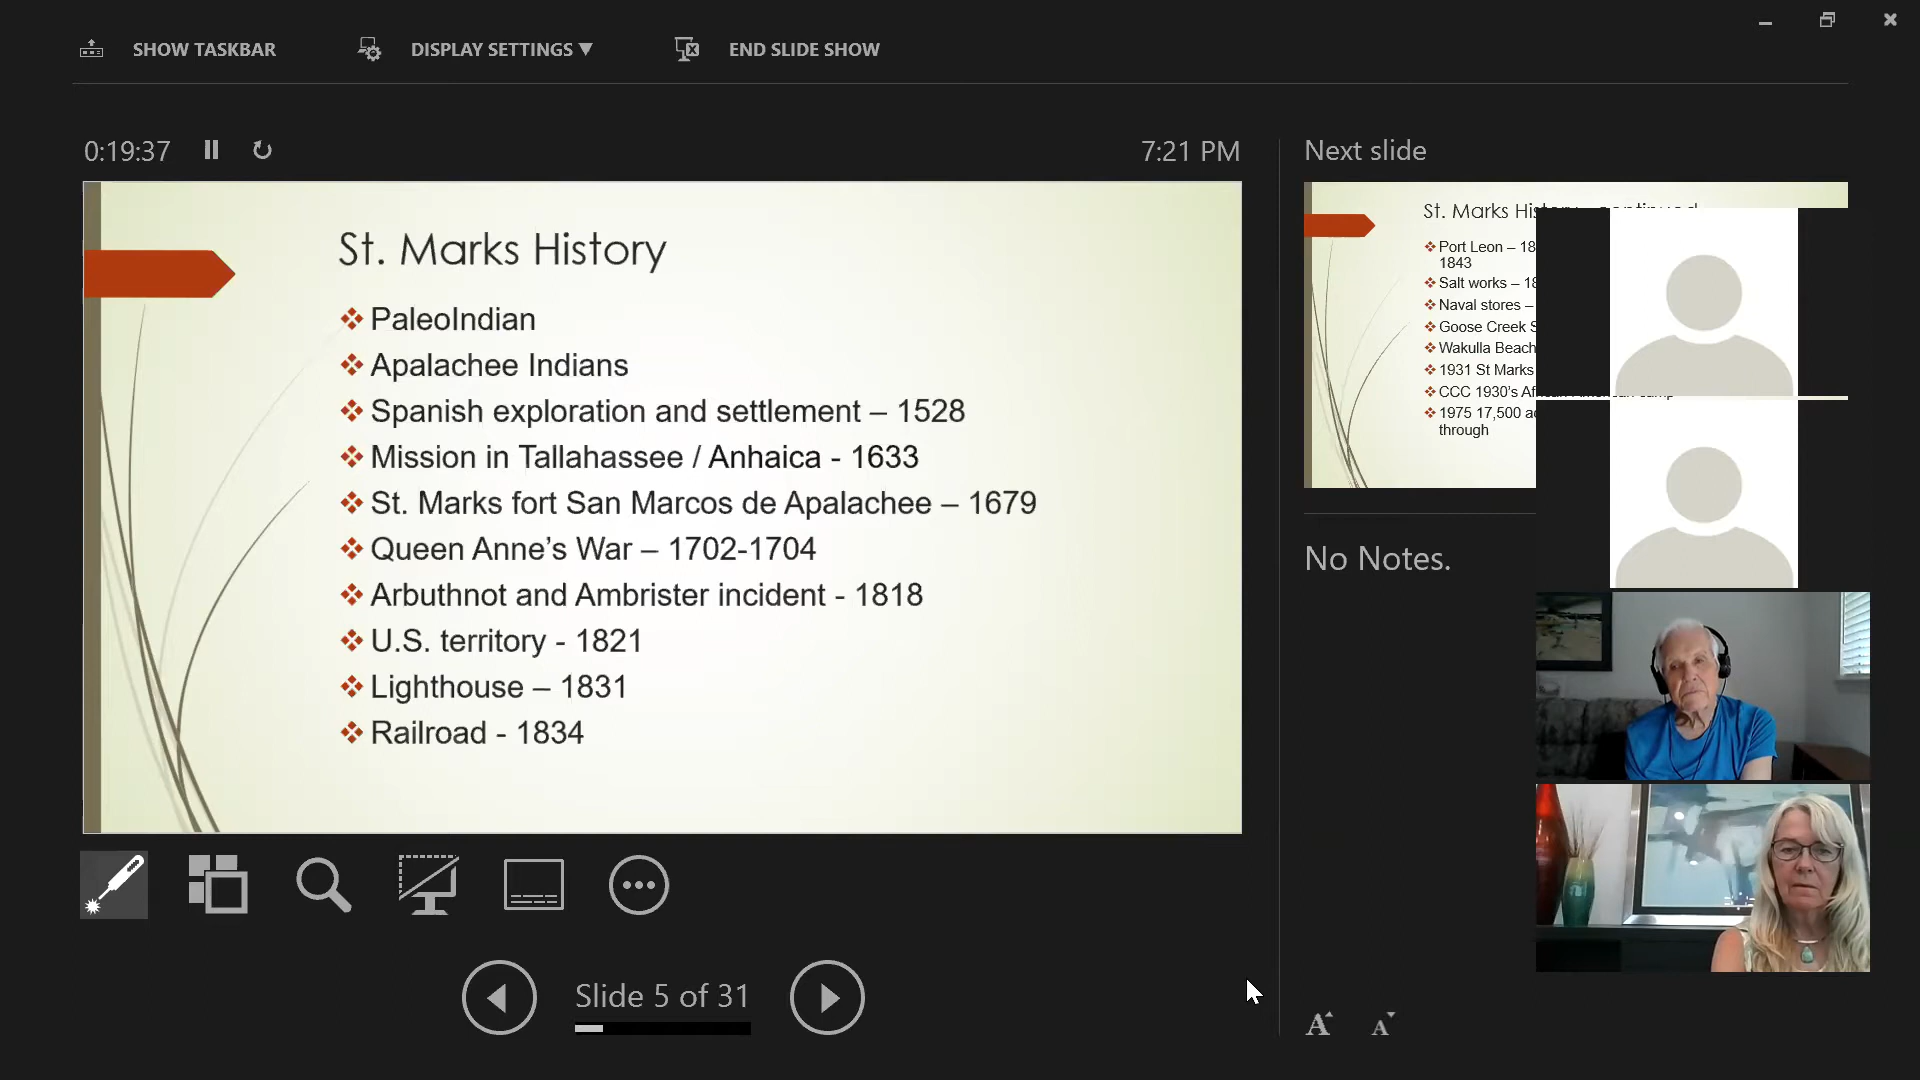 SHOW TASKBAR
DISPLAY SETTINGS ▼
END SLIDE SHOW
0:19:37
7:21 PM
St. Marks History
PaleoIndian
Apalachee Indians
Spanish exploration and settlement – 1528
Mission in Tallahassee / Anhaica - 1633
St. Marks fort San Marcos de Apalachee – 1679
Queen Anne’s War – 1702-1704
Arbuthnot and Ambrister incident - 1818
U.S. territory - 1821
Lighthouse – 1831
Railroad - 1834
Slide 5 of 31
Next slide
St. Marks
Port Leon –
1843
Salt works –
Naval stores –
Goose Creek
Wakulla Beach
1931 St Marks
CCC 1930’s
1975 17,500
through
No Notes.
A
A